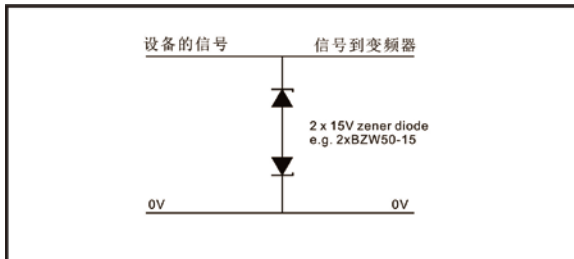 设备的信号 信号到变频器
2 x 15V zener diode
e.g. 2xBZW50-15
0V 0V